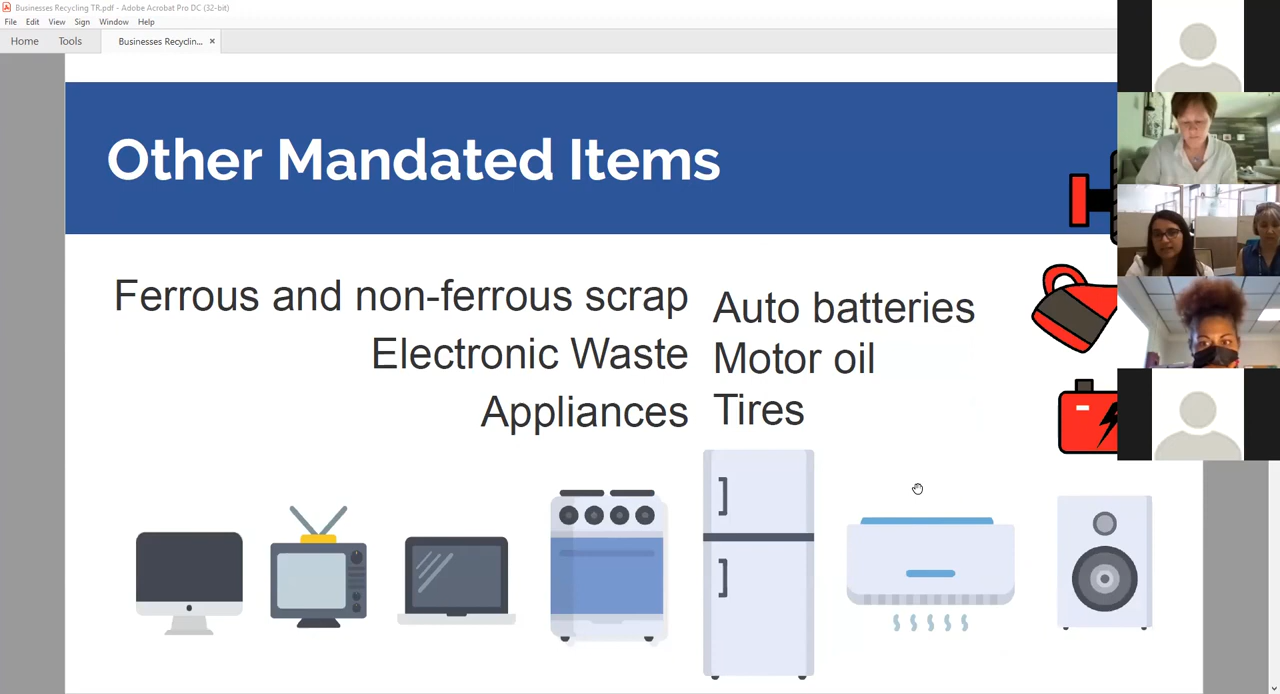 Businesses Recycling TR.pdf - Adobe Acrobat Pro DC (32-bit)
File Edit View Sign Window Help
Home Tools Businesses Recyclin... ×
Other Mandated Items
Ferrous and non-ferrous scrap
Electronic Waste
Appliances
Auto batteries
Motor oil
Tires